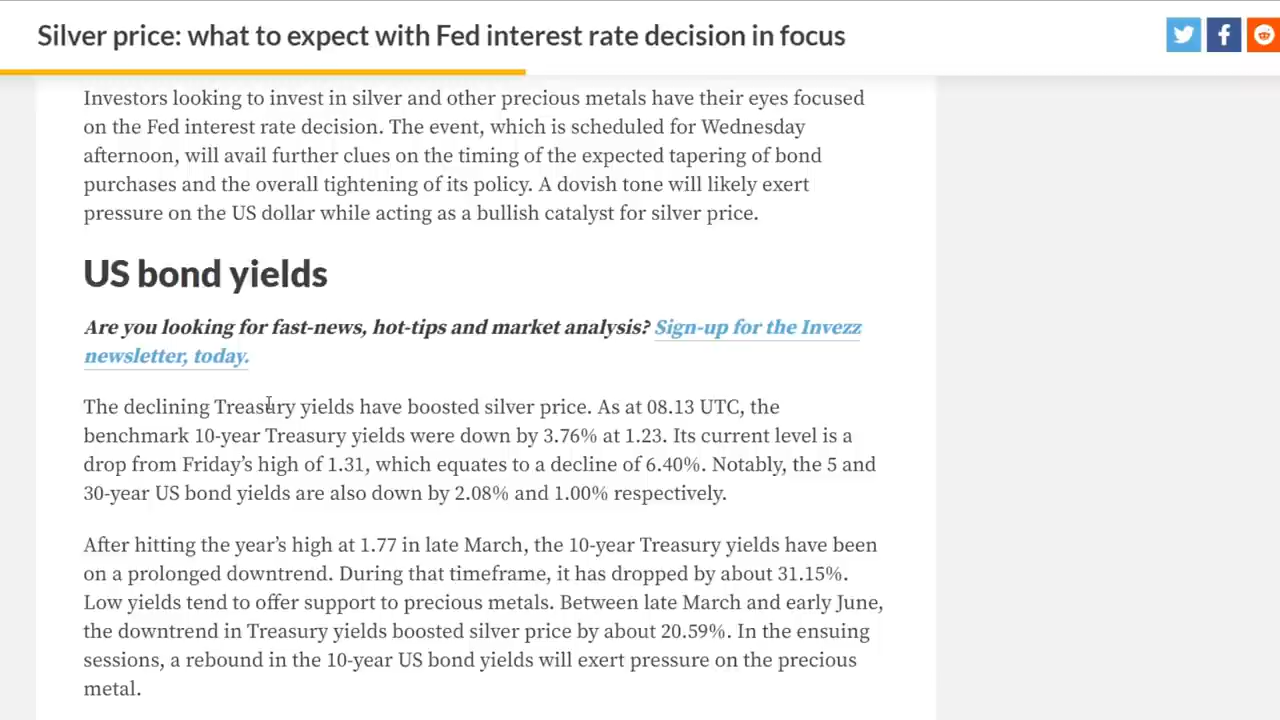 Silver price: what to expect with Fed interest rate decision in focus
Investors looking to invest in silver and other precious metals have their eyes focused
on the Fed interest rate decision. The event, which is scheduled for Wednesday
afternoon, will avail further clues on the timing of the expected tapering of bond
purchases and the overall tightening of its policy. A dovish tone will likely exert
pressure on the US dollar while acting as a bullish catalyst for silver price.
US bond yields
Are you looking for fast-news, hot-tips and market analysis? Sign-up for the Invezz
newsletter, today.
The declining Treasury yields have boosted silver price. As at 08.13 UTC, the
benchmark 10-year Treasury yields were down by 3.76% at 1.23. Its current level is a
drop from Friday's high of 1.31, which equates to a decline of 6.40%. Notably, the 5 and
30-year US bond yields are also down by 2.08% and 1.00% respectively.
After hitting the year's high at 1.77 in late March, the 10-year Treasury yields have been
on a prolonged downtrend. During that timeframe, it has dropped by about 31.15%.
Low yields tend to offer support to precious metals. Between late March and early June,
the downtrend in Treasury yields boosted silver price by about 20.59%. In the ensuing
sessions, a rebound in the 10-year US bond yields will exert pressure on the precious
metal.